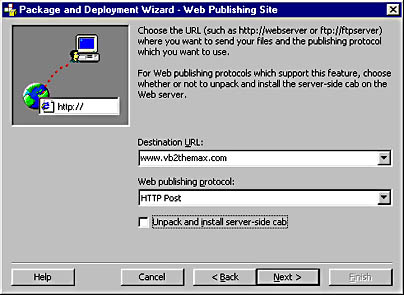 Package and Deployment Wizard - Web Publishing Site
Choose the URL (such as http://webserver or ftp://ftpserver)
where you want to send your files and the publishing protocol
which you want to use.
For Web publishing protocols which support this feature, choose
whether or not to unpack and install the server-side cab on the
Web server.
http://
Destination URL:
www.vb2themax.com
Web publishing protocol:
HTTP Post
Unpack and install server-side cab
Help
Cancel
< Back
Next >
Finish